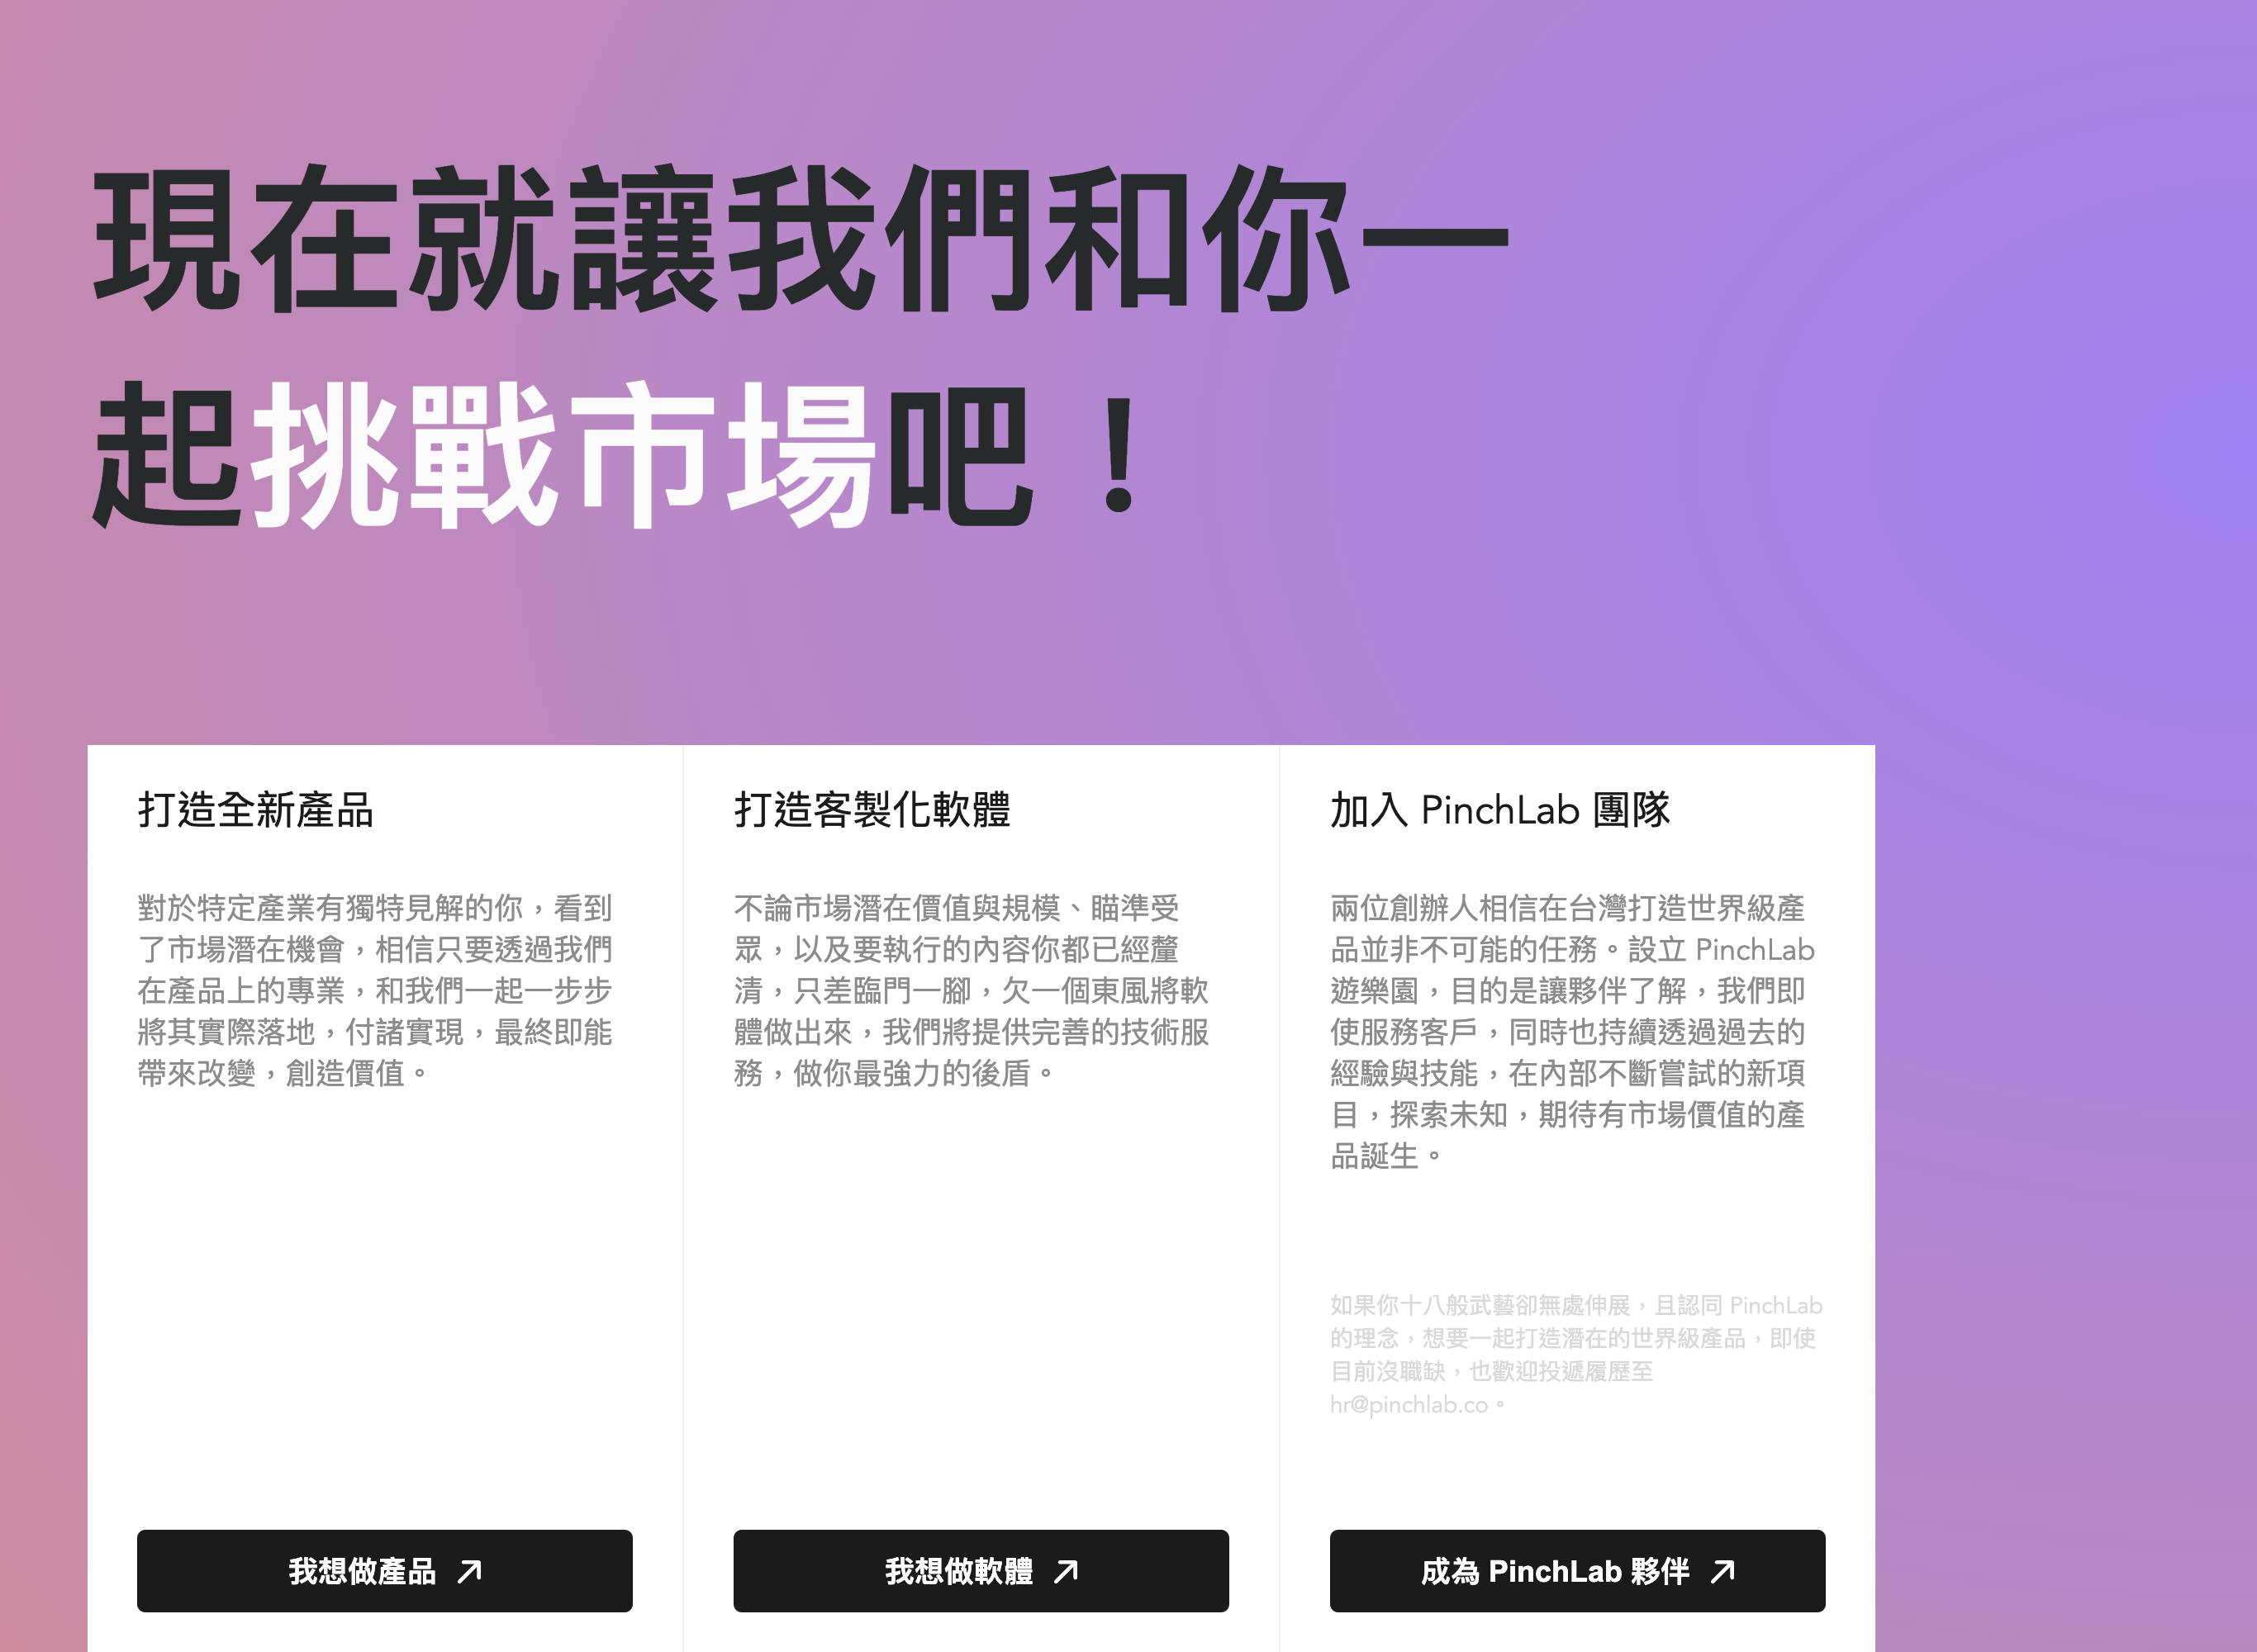 現在就讓我們和你一
起挑戰市場吧！
打造全新產品
對於特定產業有獨特見解的你，看到
了市場潛在機會，相信只要透過我們
在產品上的專業，和我們一起一步步
將其實際落地，付諸實現，最終即能
帶來改變，創造價值。
我想做產品
打造客製化軟體
不論市場潛在價值與規模、瞄準受
眾，以及要執行的內容你都已經釐
清，只差臨門一腳，欠一個東風將軟
體做出來，我們將提供完善的技術服
務，做你最強力的後盾。
我想做軟體
加入 PinchLab 團隊
兩位創辦人相信在台灣打造世界級產
品並非不可能的任務。設立 PinchLab
遊樂園，目的是讓夥伴了解，我們即
使服務客戶，同時也持續透過過去的
經驗與技能，在內部不斷嘗試的新項
目，探索未知，期待有市場價值的產
品誕生。
如果你十八般武藝卻無處伸展，且認同 PinchLab
的理念，想要一起打造潛在的世界級產品，即使
目前沒職缺，也歡迎投遞履歷至
hr@pinchlab.co。
成為 PinchLab 夥伴